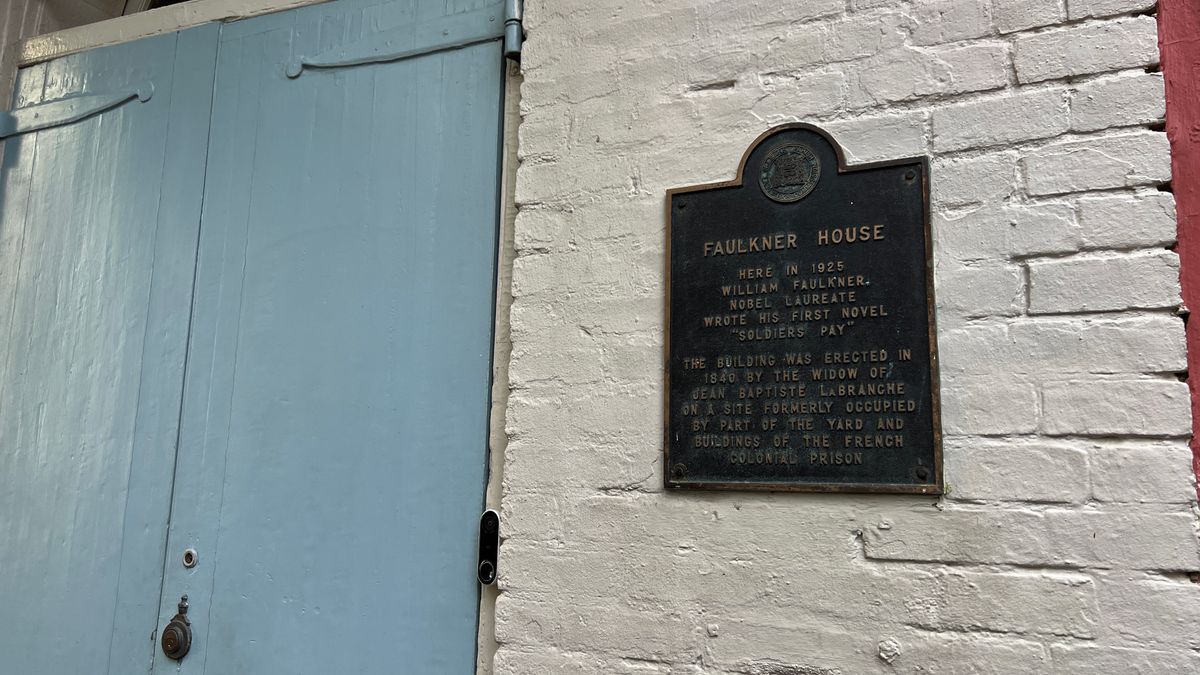 FAULKNER HOUSE
HERE IN 1925
WILLIAM FAULKNER,
NOBEL LAUREATE
WROTE HIS FIRST NOVEL
"SOLDIERS PAY"
THE BUILDING WAS ERECTED IN
1840 BY THE WIDOW OF
JEAN BAPTISTE LABRANCHE
ON A SITE FORMERLY OCCUPIED
BY PART OF THE YARD AND
BUILDINGS OF THE FRENCH
COLONIAL PRISON